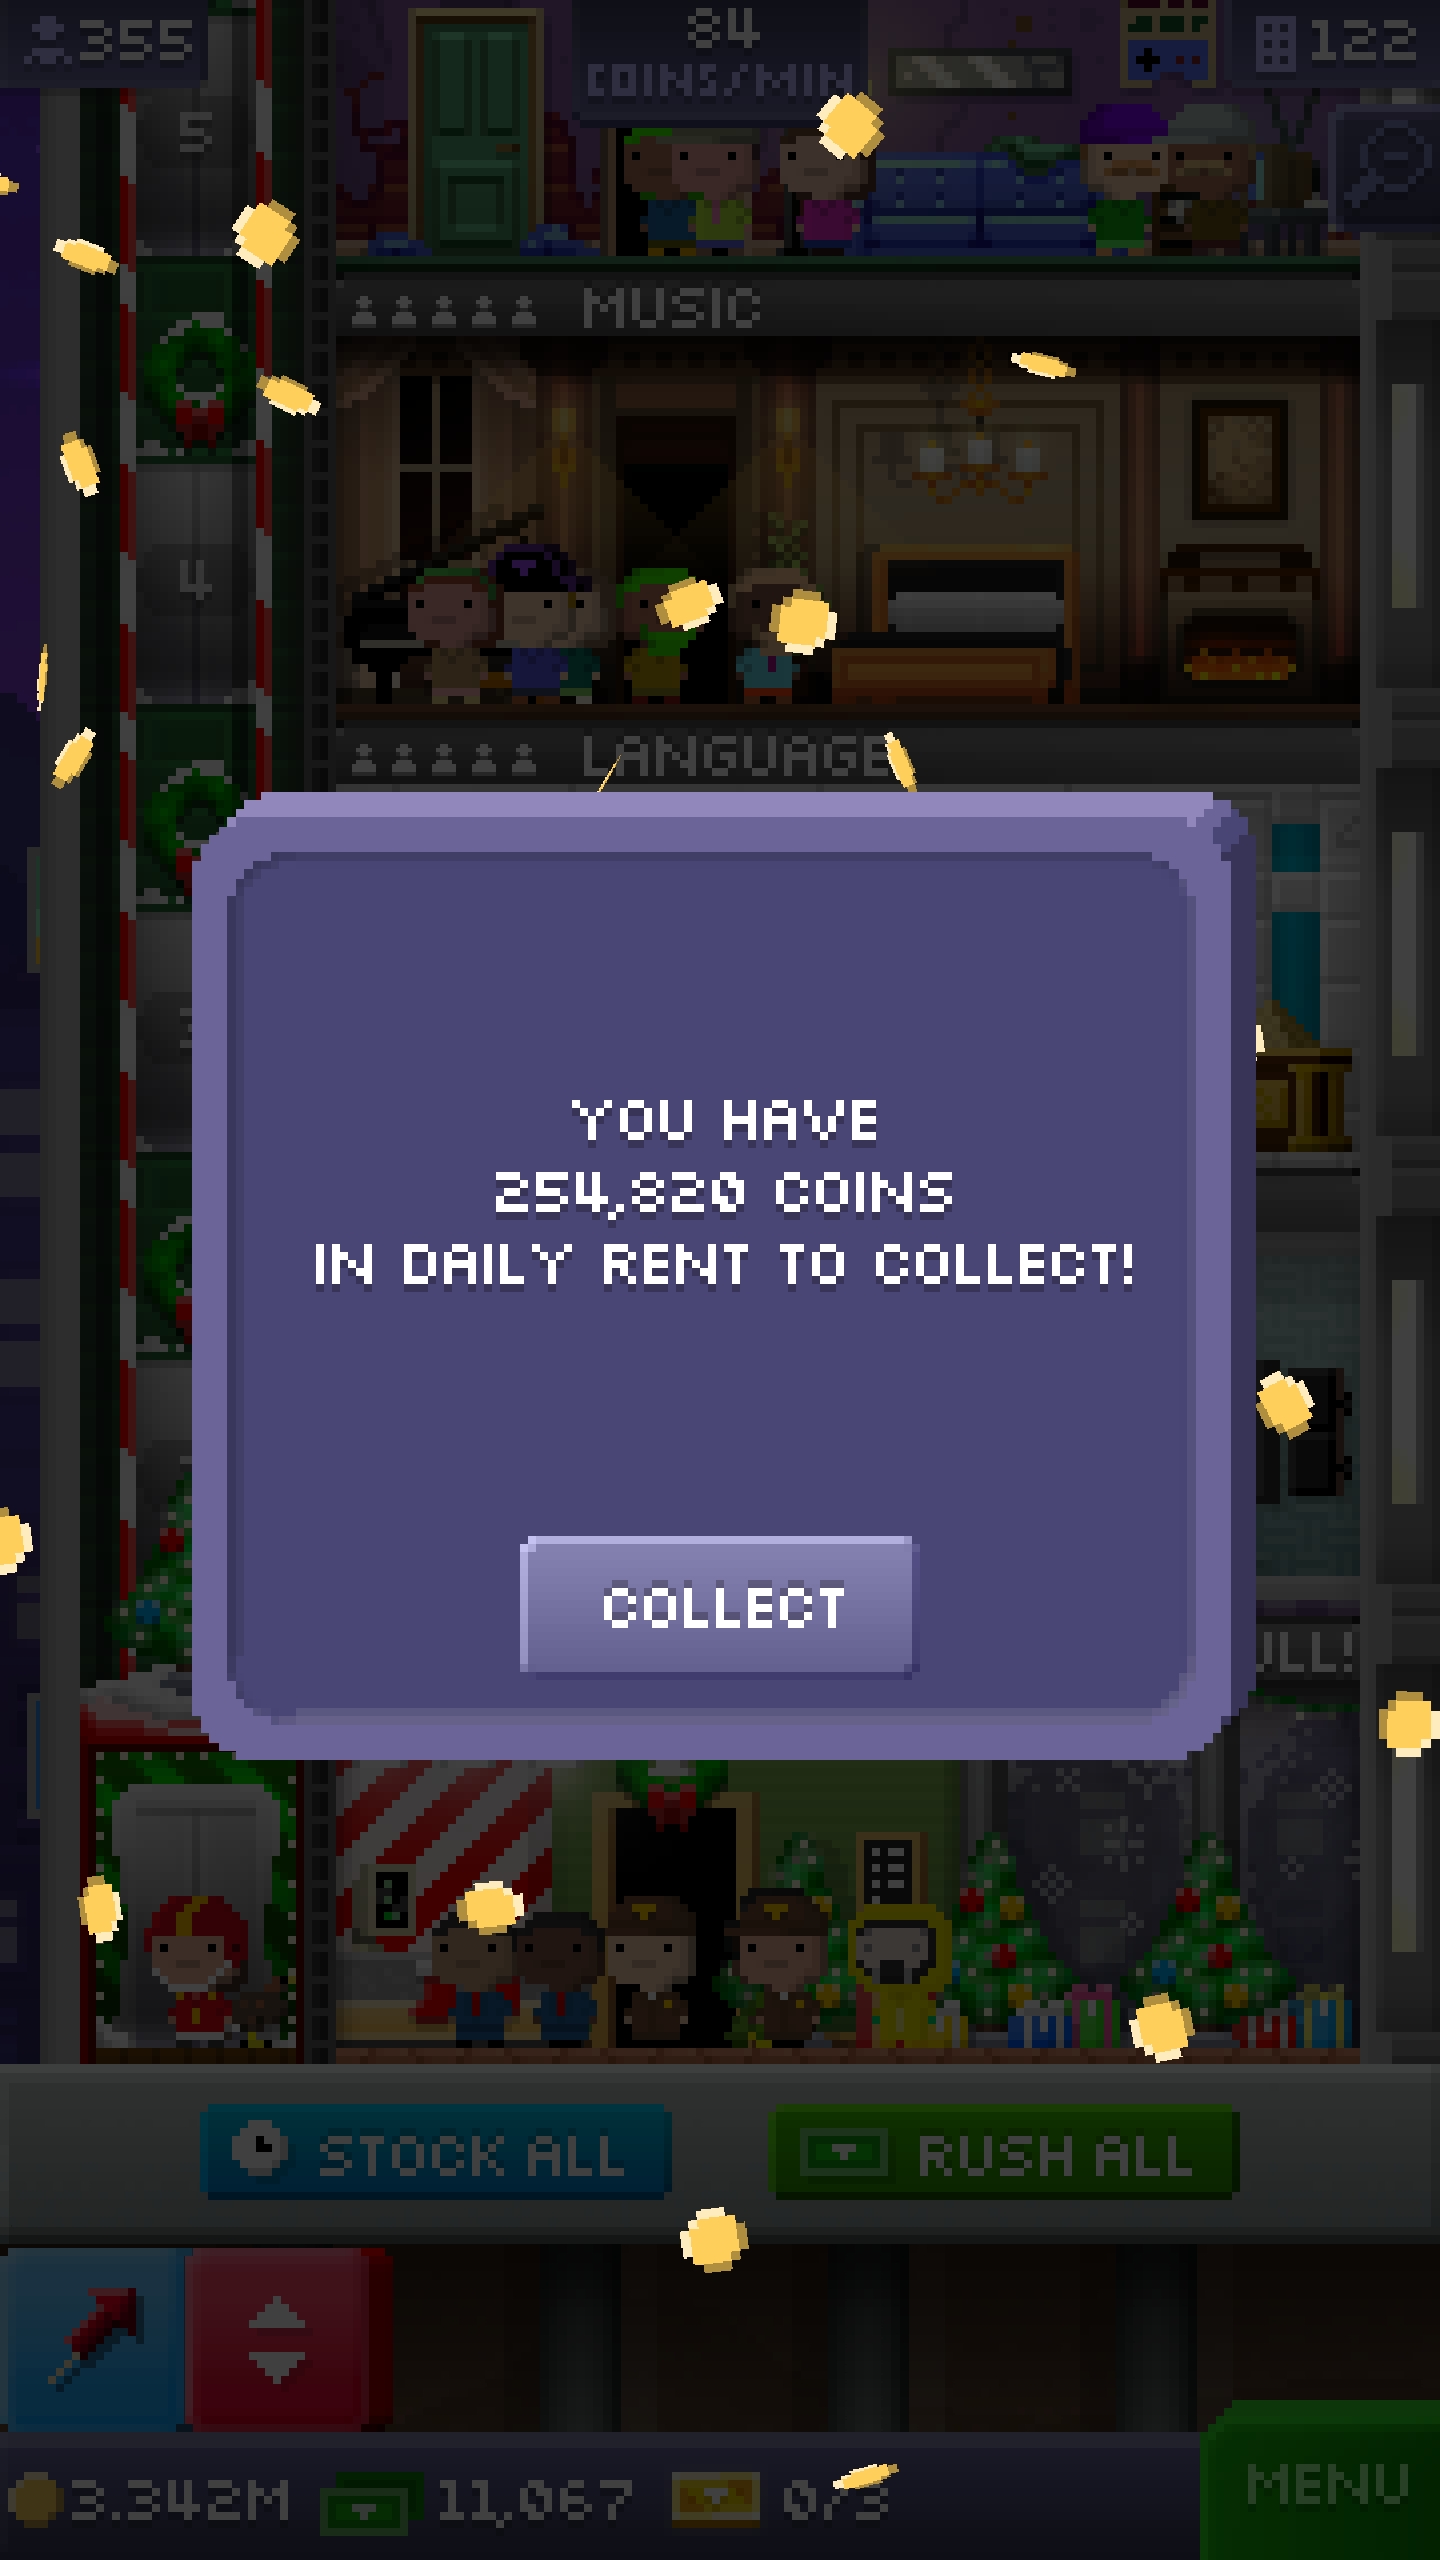 355
84
COINS/MIN
122
5
MUSIC
4
LANGUAGE
YOU HAVE
254,820 COINS
IN DAILY RENT TO COLLECT!
COLLECT
ULL!
STOCK ALL
RUSH ALL
3.342M
11,067
0/3
MENU